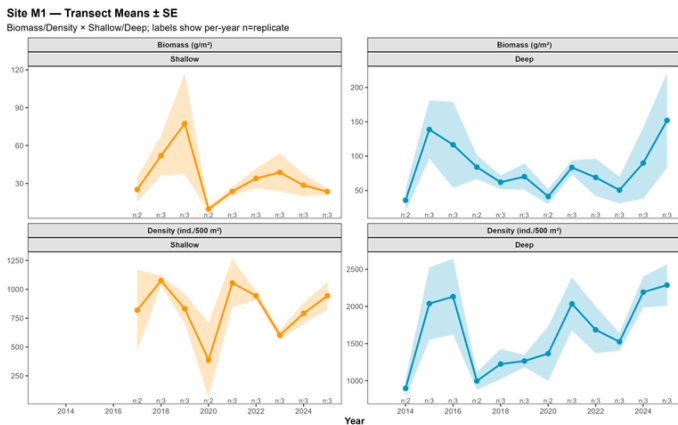 Site M1 — Transect Means ± SE
Biomass/Density × Shallow/Deep; labels show per-year n=replicate
Biomass (g/m²)
Shallow
120
90
60
30
n:2 n:3 n:3 n:2 n:3 n:3 n:3 n:3 n:3
Biomass (g/m²)
Deep
200
150
100
50
n:2 n:3 n:3 n:2 n:3 n:3 n:2 n:3 n:3 n:3 n:3 n:3
Density (ind./500 m²)
Shallow
1250
1000
750
500
250
n:2 n:3 n:3 n:2 n:3 n:3 n:3 n:3 n:3
2014 2016 2018 2020 2022 2024
Density (ind./500 m²)
Deep
2500
2000
1500
1000
n:2 n:3 n:3 n:2 n:3 n:3 n:2 n:3 n:3 n:3 n:3 n:3
2014 2016 2018 2020 2022 2024
Year